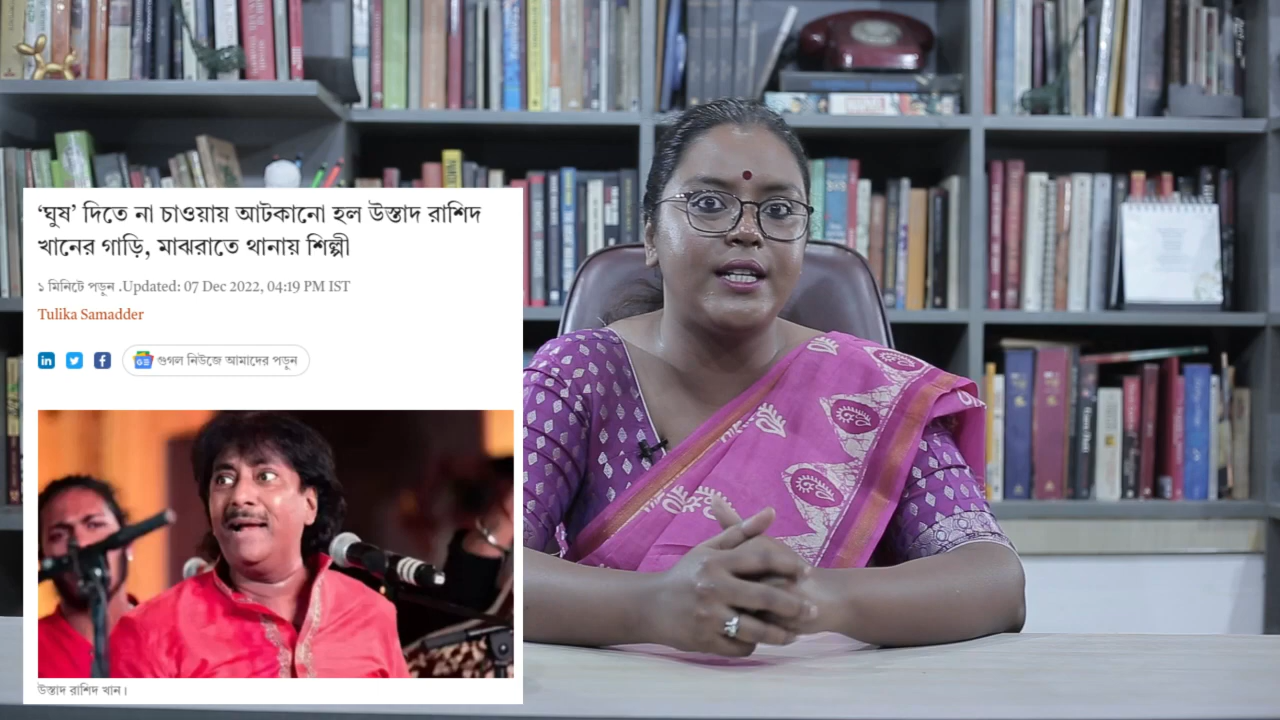 ‘ঘুষ’ দিতে না চাওয়ায় আটকানো হল উস্তাদ রাশিদ
খানের গাড়ি, মাঝরাতে থানায় শিল্পী
১ মিনিটে পড়ুন .Updated: 07 Dec 2022, 04:19 PM IST
Tulika Samadder
in
f
গুগল নিউজে আমাদের পড়ুন
উস্তাদ রাশিদ খান।